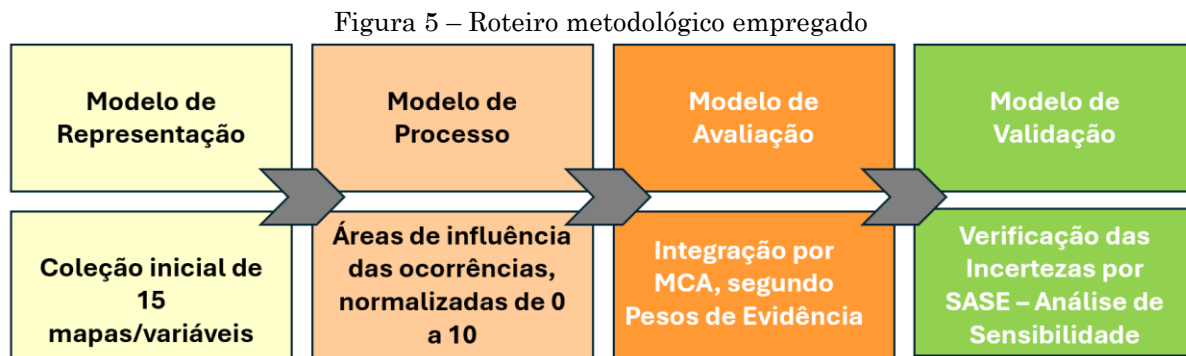 Figura 5 – Roteiro metodológico empregado
Modelo de
Representação
Modelo de
Processo
Modelo de
Avaliação
Modelo de
Validação
Coleção inicial de
15
mapas/variáveis
Áreas de influência
das ocorrências,
normalizadas de 0
a 10
Integração por
MCA, segundo
Pesos de Evidência
Verificação das
Incertezas por
SASE – Análise de
Sensibilidade